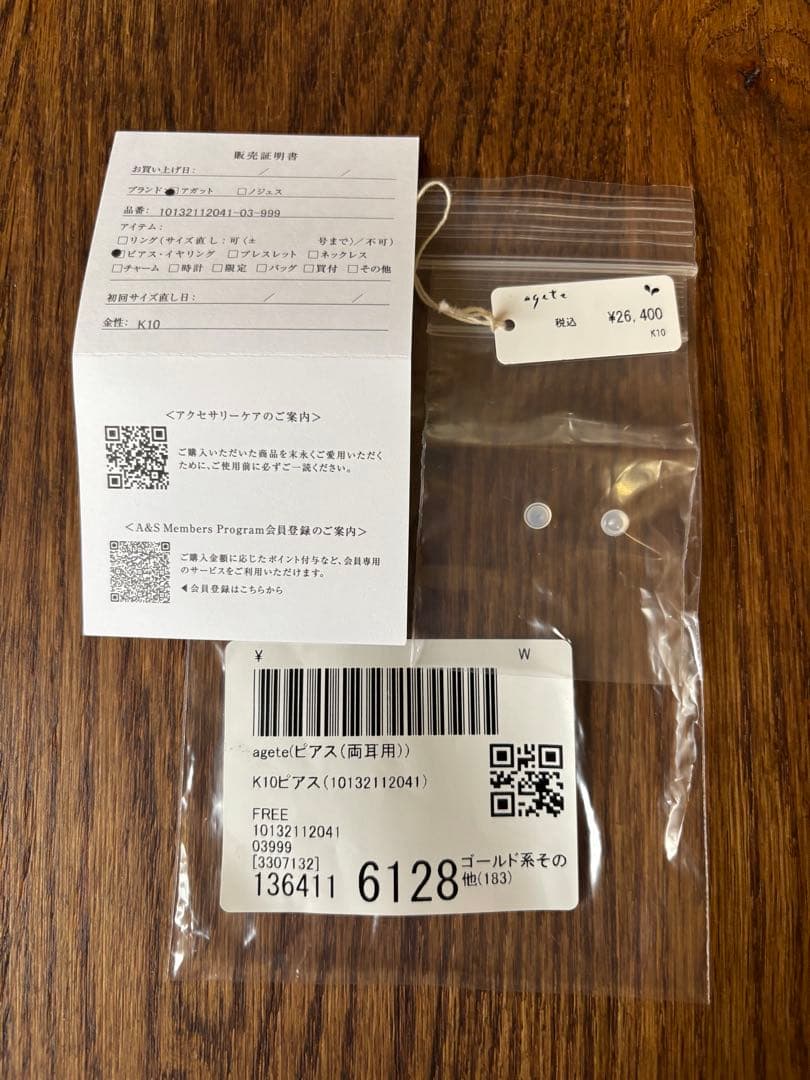 販売証明書
お買い上げ日: / /
ブランド: □アガット □ノジェス
品番: 10132112041-03-999
アイテム:
□リング(サイズ直し:可(± 号まで)/不可)
□ピアス・イヤリング □ブレスレット □ネックレス
□チャーム □時計 □限定 □バッグ □買付 □その他
初回サイズ直し日: / /
金性: K10
<アクセサリーケアのご案内>
ご購入いただいた商品を末永くご愛用いただく
ために、ご使用前に必ずご一読ください。
<A&S Members Program会員登録のご案内>
ご購入金額に応じたポイント付与など、会員専用
のサービスをご利用いただけます。
◀会員登録はこちらから
agete
税込 ¥26,400
K10
¥ W
agete(ピアス(両耳用))
K10ピアス(10132112041)
FREE
10132112041
03999
[3307132]
136411 6128
ゴールド系その
他(183)